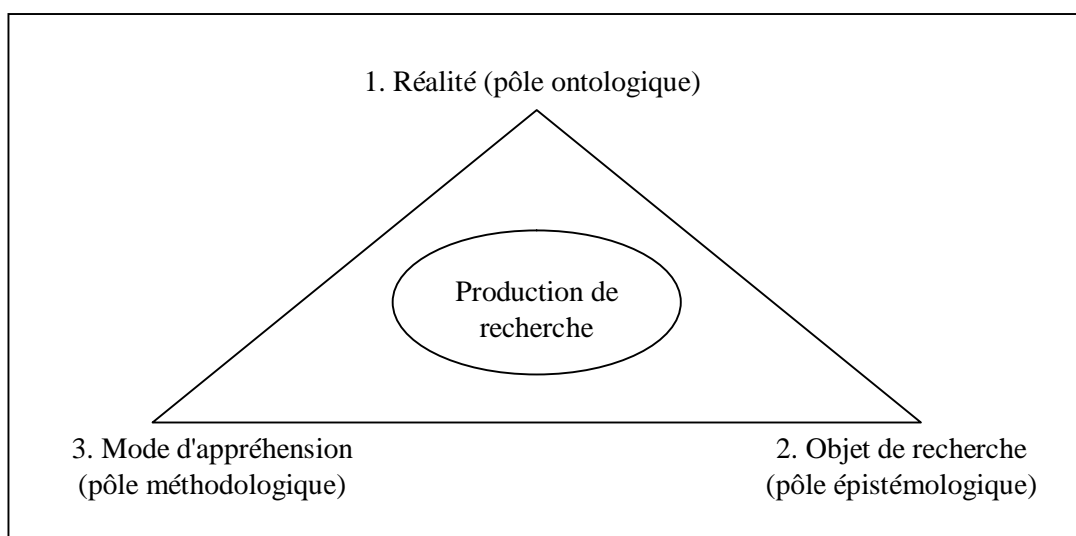 1. Réalité (pôle ontologique)
Production de
recherche
3. Mode d'appréhension
(pôle méthodologique)
2. Objet de recherche
(pôle épistémologique)